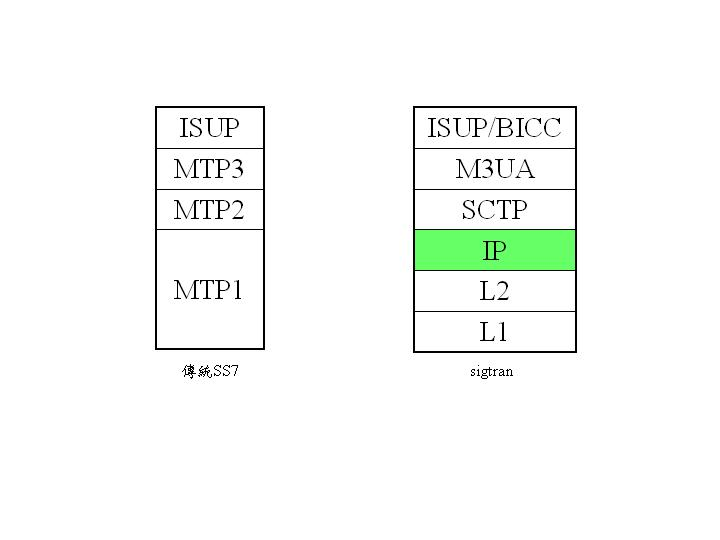 ISUP
MTP3
MTP2
MTP1
傳統SS7
ISUP/BICC
M3UA
SCTP
IP
L2
L1
sigtran